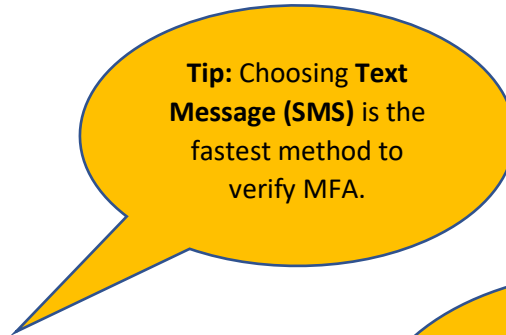 Tip: Choosing Text
Message (SMS) is the
fastest method to
verify MFA.